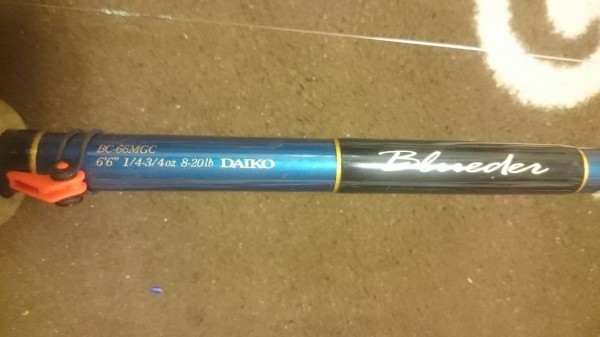 BC-66MGC
6'6" 1/4-3/4oz 8-20lb DAIKO
Blueder